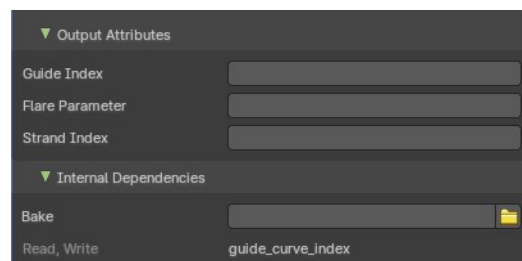 Output Attributes
Guide Index
Flare Parameter
Strand Index
Internal Dependencies
Bake
Read, Write guide_curve_index